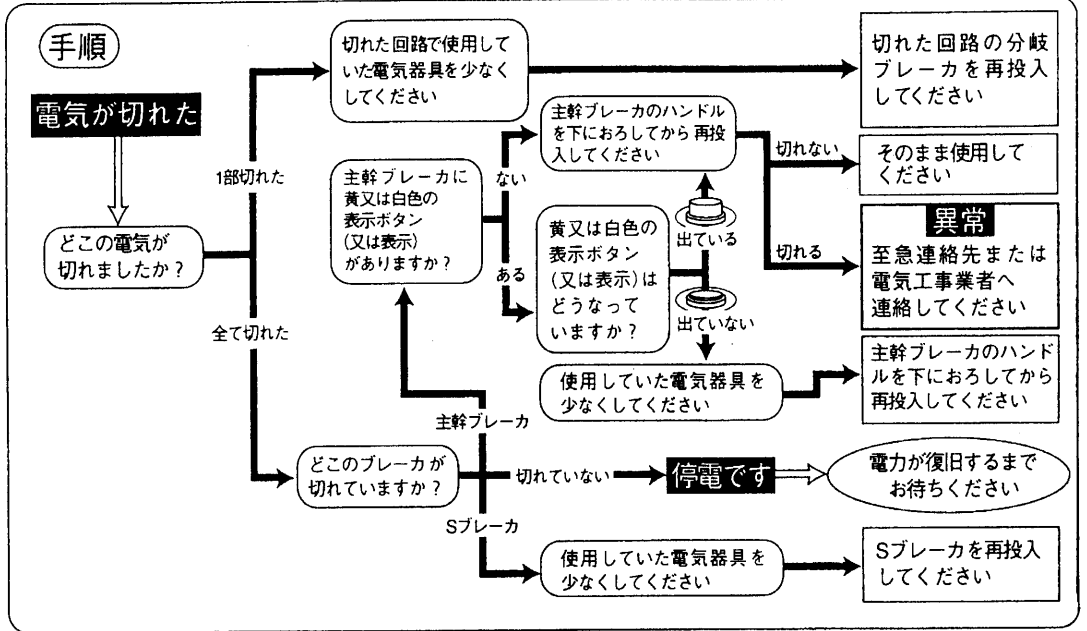 手順
電気が切れた
どこの電気が
切れましたか?
1部切れた
切れた回路で使用して
いた電気器具を少なく
してください
切れた回路の分岐
ブレーカを再投入
してください
全て切れた
どこのブレーカが
切れていますか?
主幹ブレーカ
主幹ブレーカに
黄又は白色の
表示ボタン
(又は表示)
がありますか?
ない
主幹ブレーカのハンドル
を下におろしてから再投
入してください
切れない
そのまま使用して
ください
切れる
異常
至急連絡先または
電気工事業者へ
連絡してください
ある
黄又は白色の
表示ボタン
(又は表示)は
どうなって
いますか?
出ている
出ていない
使用していた電気器具を
少なくしてください
主幹ブレーカのハンド
ルを下におろしてから
再投入してください
切れていない
停電です
電力が復旧するまで
お待ちください
Sブレーカ
使用していた電気器具を
少なくしてください
Sブレーカを再投入
してください